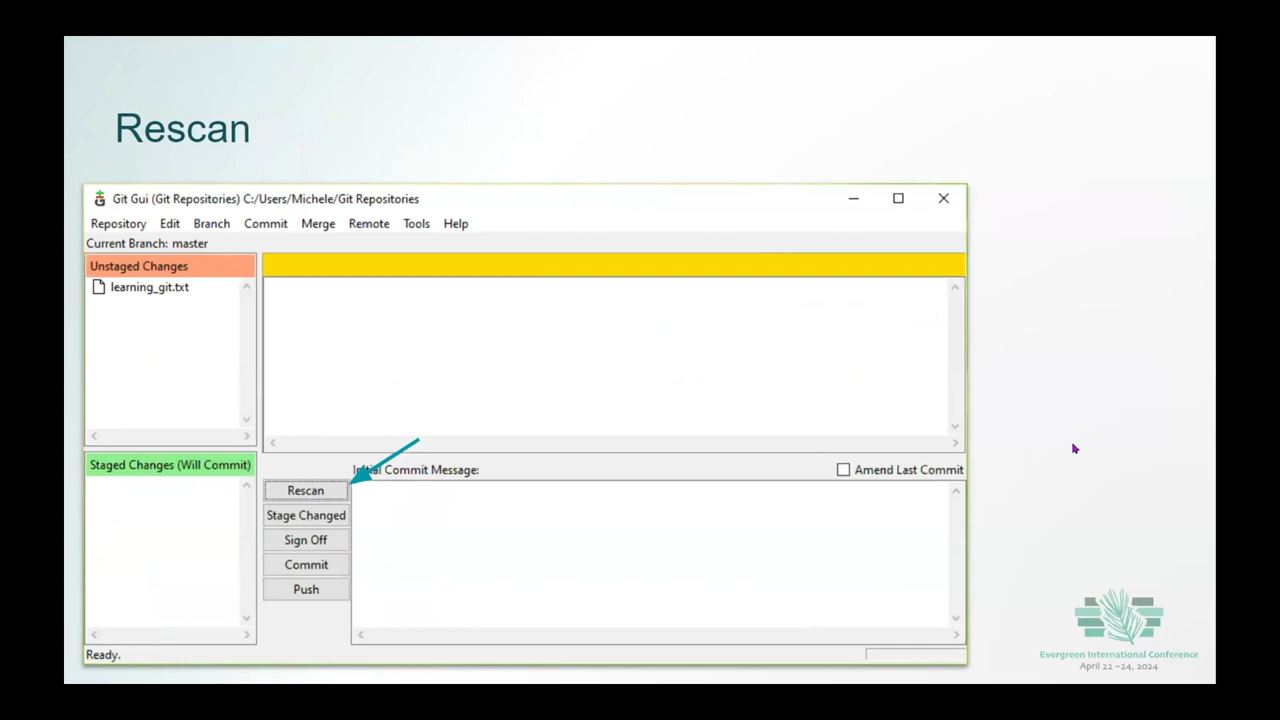 Rescan
Git Gui (Git Repositories) C:/Users/Michele/Git Repositories
Repository Edit Branch Commit Merge Remote Tools Help
Current Branch: master
Unstaged Changes
learning_git.txt
Staged Changes (Will Commit)
Initial Commit Message:
Amend Last Commit
Rescan
Stage Changed
Sign Off
Commit
Push
Ready.
Evergreen International Conference
April 22 –24, 2024